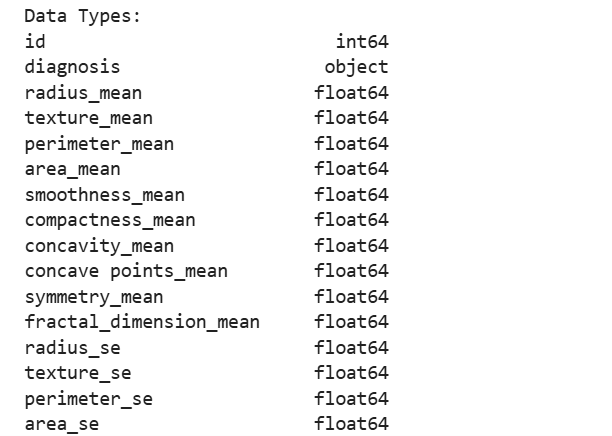 Data Types:
id int64
diagnosis object
radius_mean float64
texture_mean float64
perimeter_mean float64
area_mean float64
smoothness_mean float64
compactness_mean float64
concavity_mean float64
concave points_mean float64
symmetry_mean float64
fractal_dimension_mean float64
radius_se float64
texture_se float64
perimeter_se float64
area_se float64